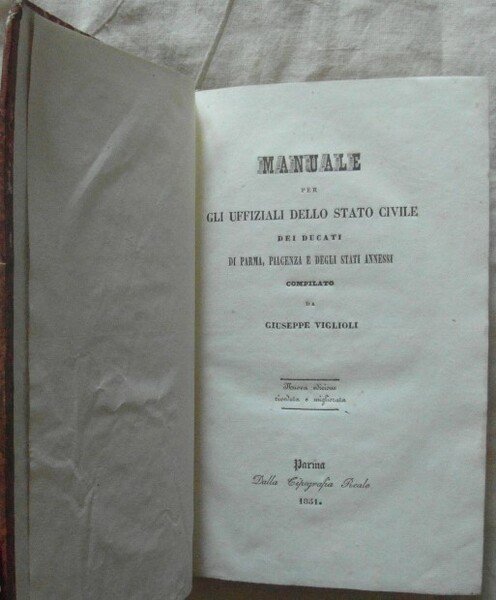 MANUALE
PER
GLI UFFIZIALI DELLO STATO CIVILE
DEI DUCATI
DI PARMA, PIACENZA E DEGLI STATI ANNESSI
COMPILATO
DA
GIUSEPPE VIGLIOLI
Nuova edizione
riveduta e migliorata
Parma
Dalla Tipografia Reale
1851.